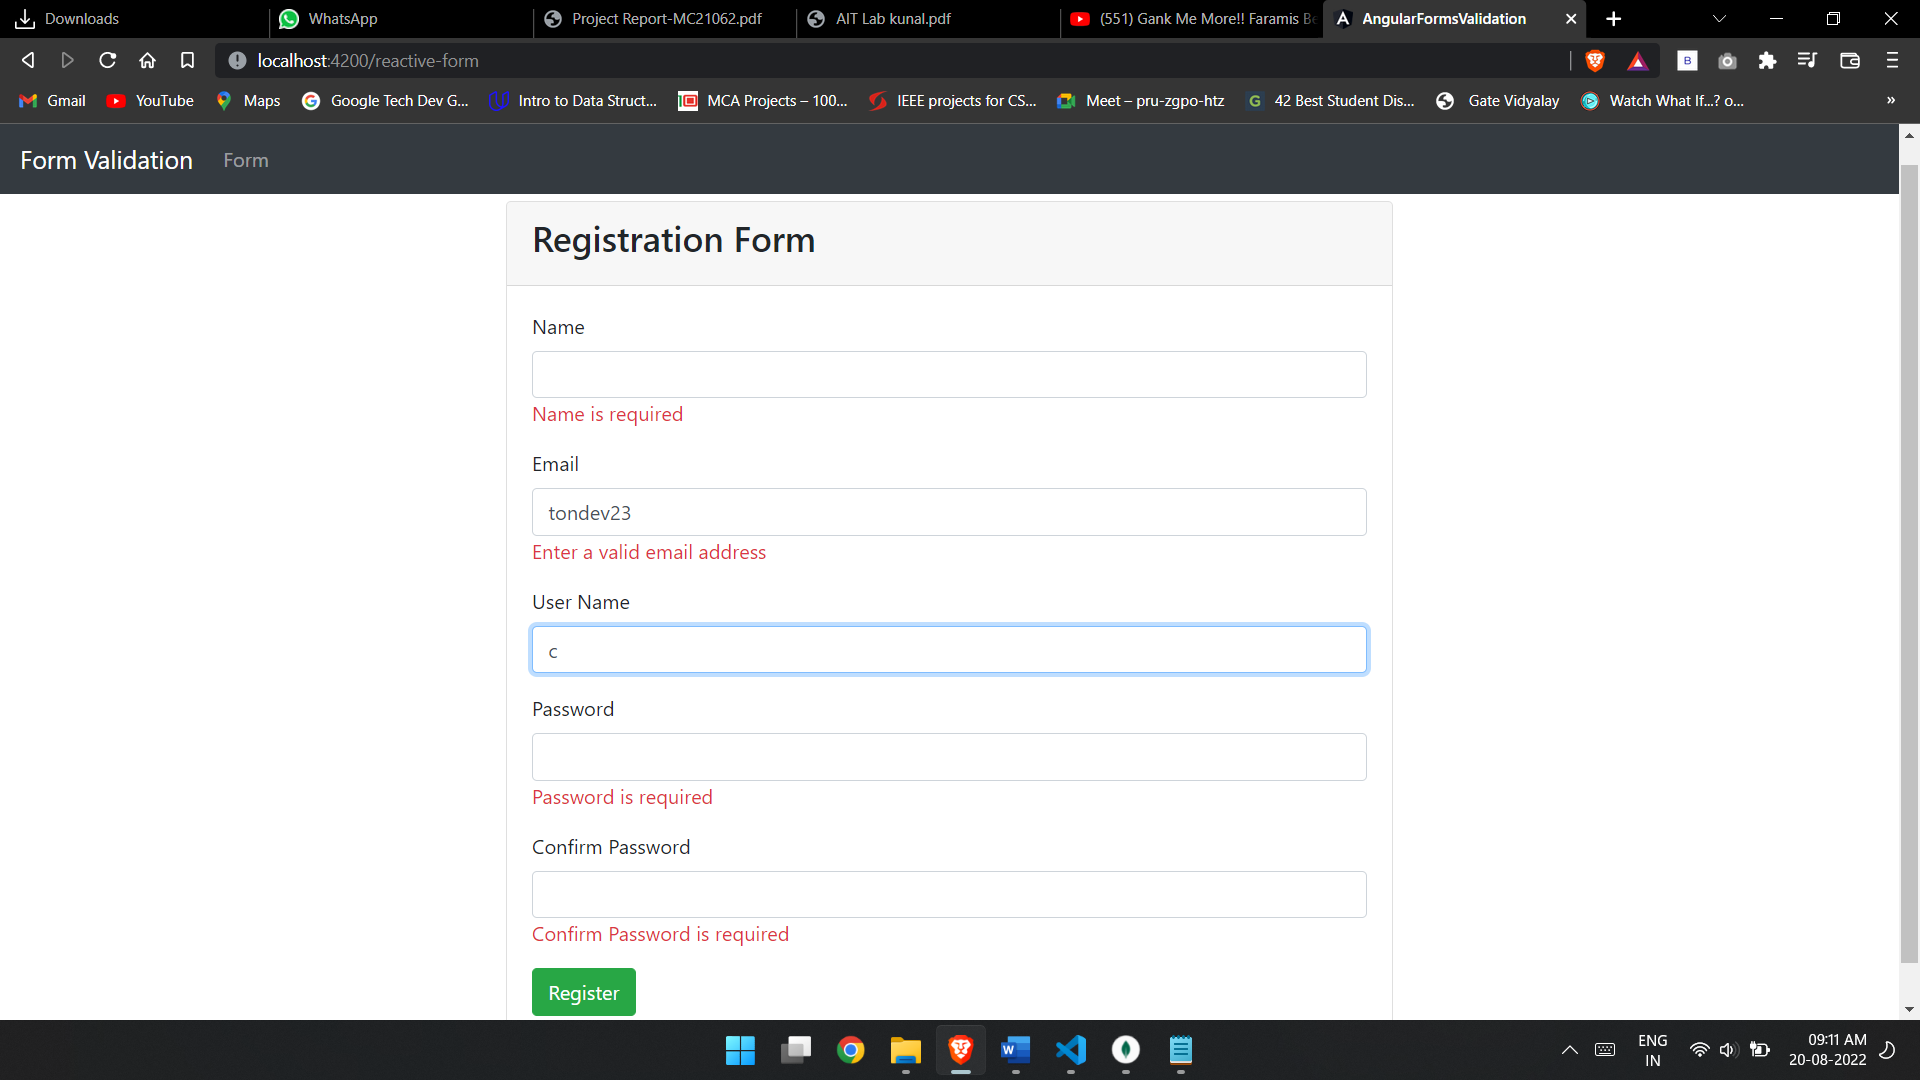 Downloads
WhatsApp
Project Report-MC21062.pdf
AIT Lab kunal.pdf
(551) Gank Me More!! Faramis Be
AngularFormsValidation
localhost:4200/reactive-form
Gmail
YouTube
Maps
Google Tech Dev G...
Intro to Data Struct...
MCA Projects – 100...
IEEE projects for CS...
Meet – pru-zgpo-htz
42 Best Student Dis...
Gate Vidyalay
Watch What If...? o...
»
Form Validation
Form
Registration Form
Name
Name is required
Email
tondev23
Enter a valid email address
User Name
c
Password
Password is required
Confirm Password
Confirm Password is required
Register
ENG
IN
09:11 AM
20-08-2022